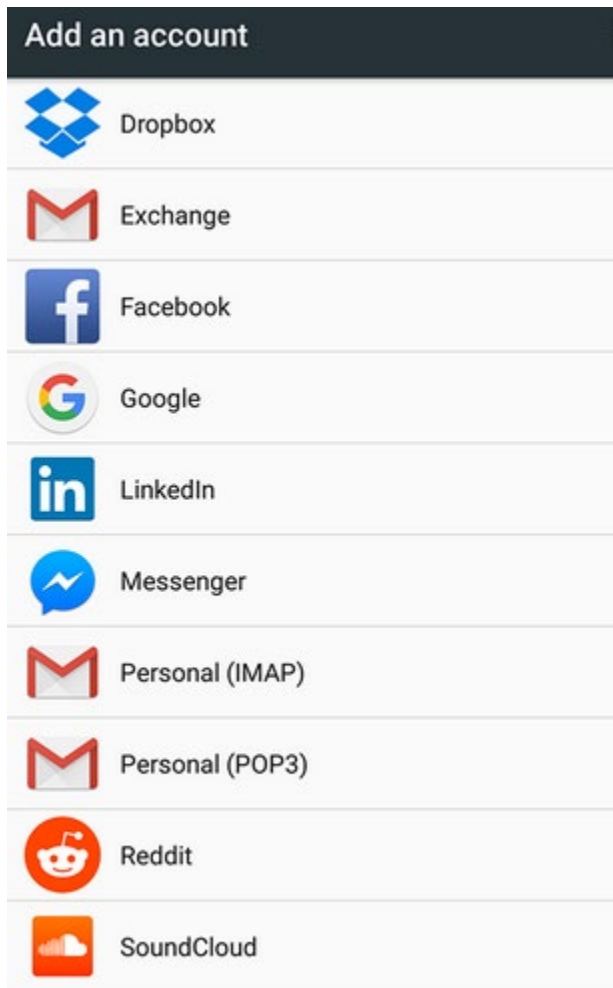 Add an account
Dropbox
Exchange
Facebook
Google
LinkedIn
Messenger
Personal (IMAP)
Personal (POP3)
Reddit
SoundCloud